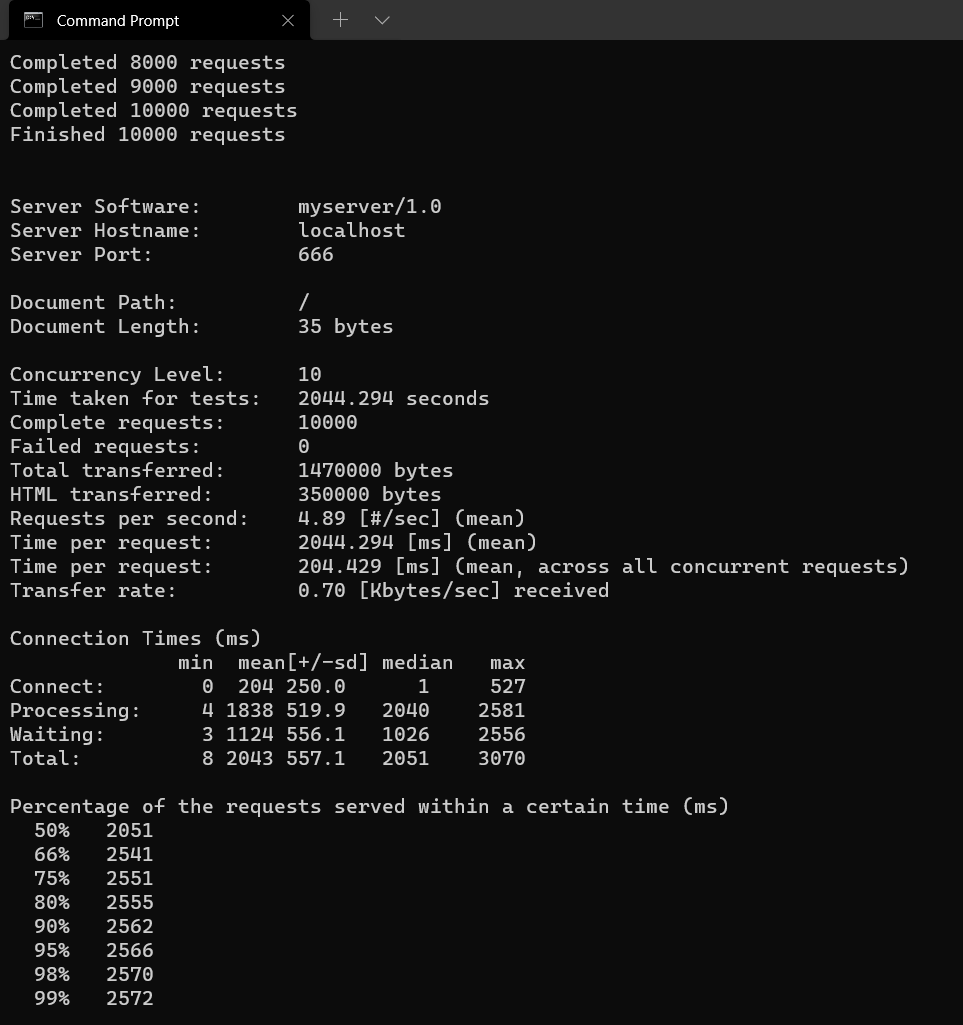 Command Prompt
Completed 8000 requests
Completed 9000 requests
Completed 10000 requests
Finished 10000 requests
Server Software: myserver/1.0
Server Hostname: localhost
Server Port: 666
Document Path: /
Document Length: 35 bytes
Concurrency Level: 10
Time taken for tests: 2044.294 seconds
Complete requests: 10000
Failed requests: 0
Total transferred: 1470000 bytes
HTML transferred: 350000 bytes
Requests per second: 4.89 [#/sec] (mean)
Time per request: 2044.294 [ms] (mean)
Time per request: 204.429 [ms] (mean, across all concurrent requests)
Transfer rate: 0.70 [Kbytes/sec] received
Connection Times (ms)
min mean[+/-sd] median max
Connect: 0 204 250.0 1 527
Processing: 4 1838 519.9 2040 2581
Waiting: 3 1124 556.1 1026 2556
Total: 8 2043 557.1 2051 3070
Percentage of the requests served within a certain time (ms)
50% 2051
66% 2541
75% 2551
80% 2555
90% 2562
95% 2566
98% 2570
99% 2572